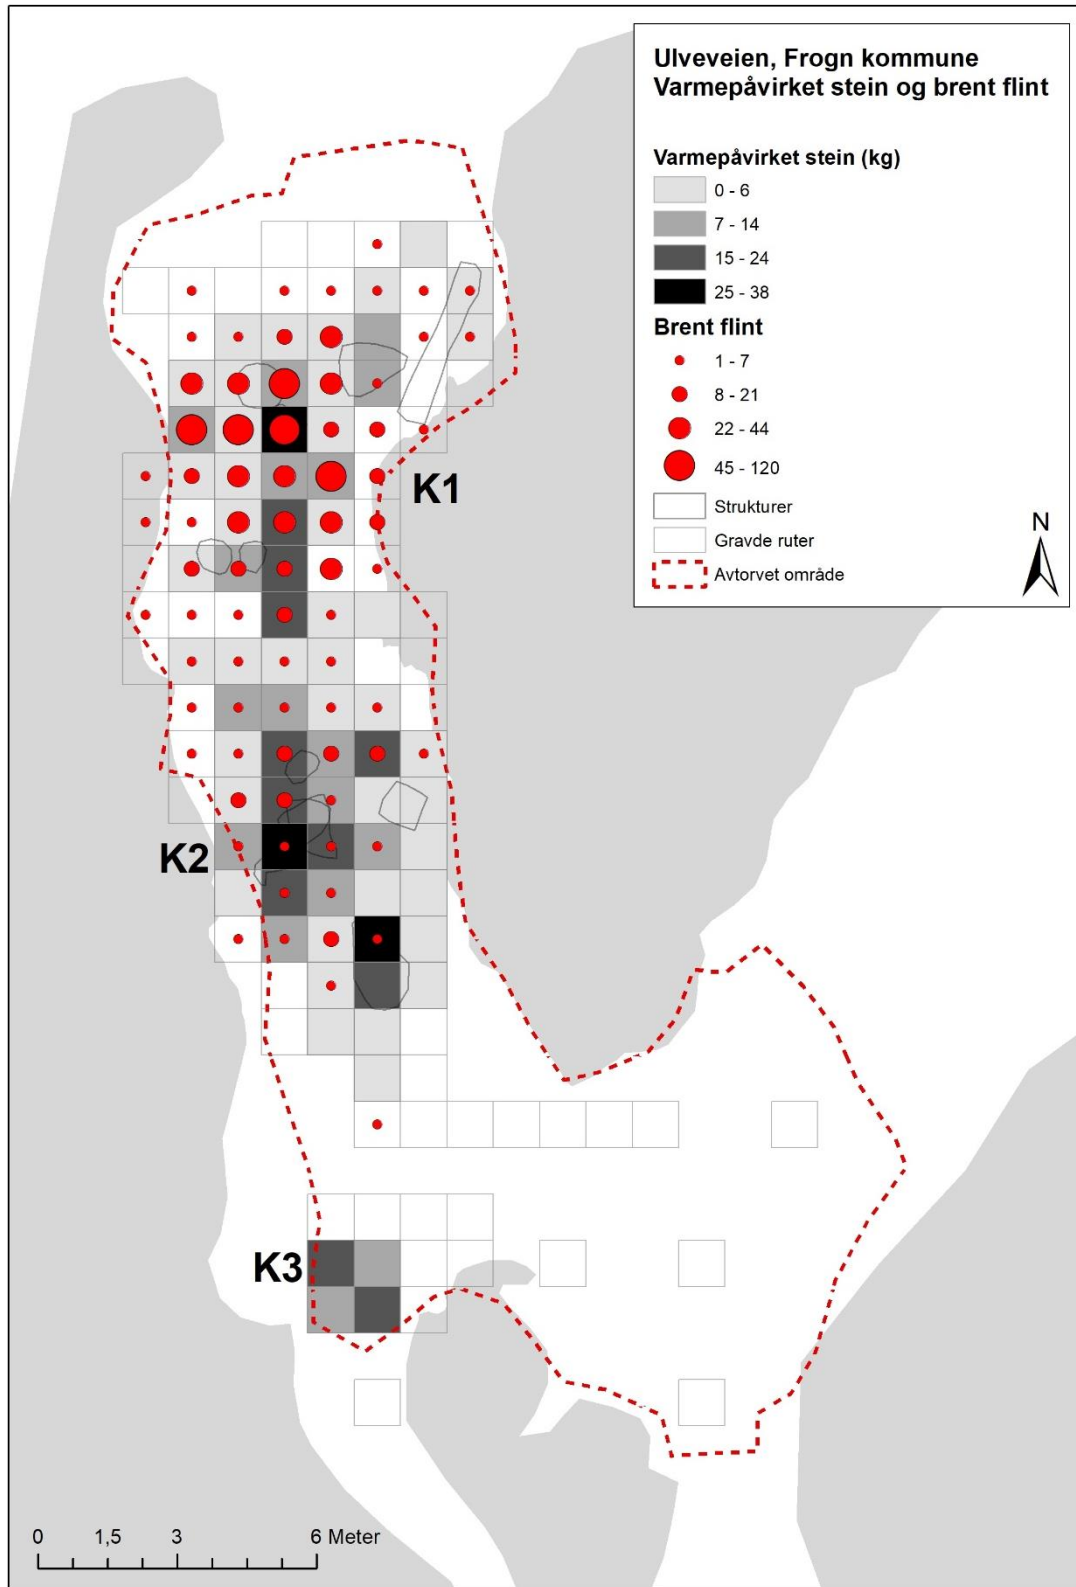 Ulveveien, Frogn kommune
Varmepåvirket stein og brent flint
Varmepåvirket stein (kg)
0 - 6
7 - 14
15 - 24
25 - 38
Brent flint
1 - 7
8 - 21
22 - 44
45 - 120
Strukturer
Gravde ruter
Avtorvet område
N
K1
K2
K3
0 1,5 3 6 Meter